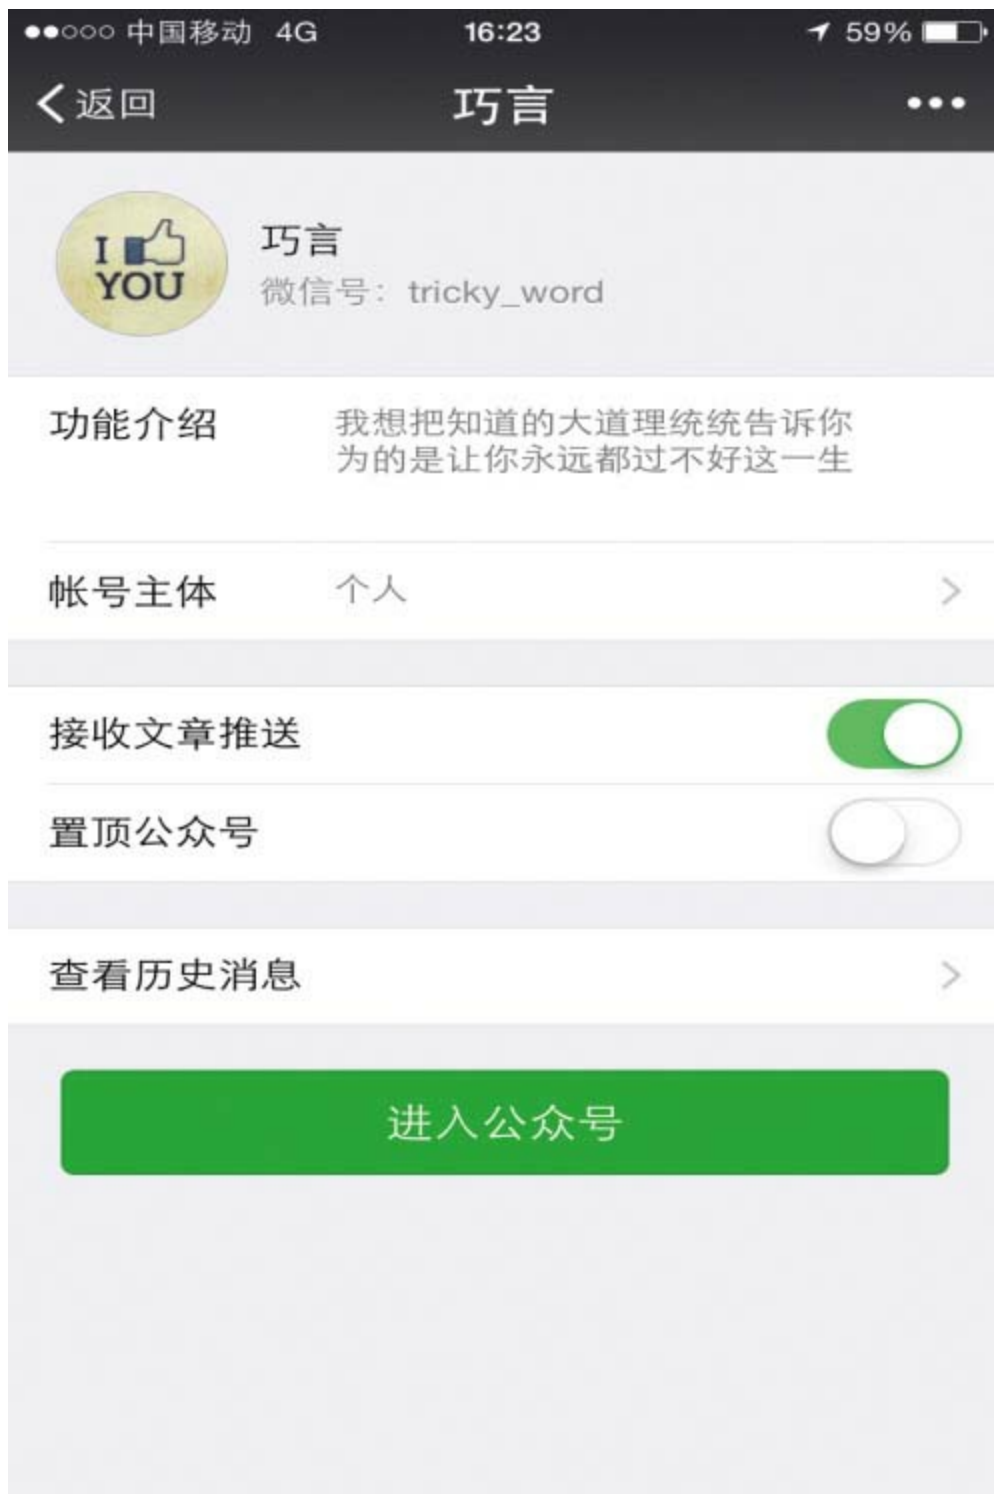 中国移动 4G 16:23 59%
返回 巧言
I
YOU
巧言
微信号: tricky_word
功能介绍 我想把知道的大道理统统告诉你
为的是让你永远都过不好这一生
帐号主体 个人
接收文章推送
置顶公众号
查看历史消息
进入公众号